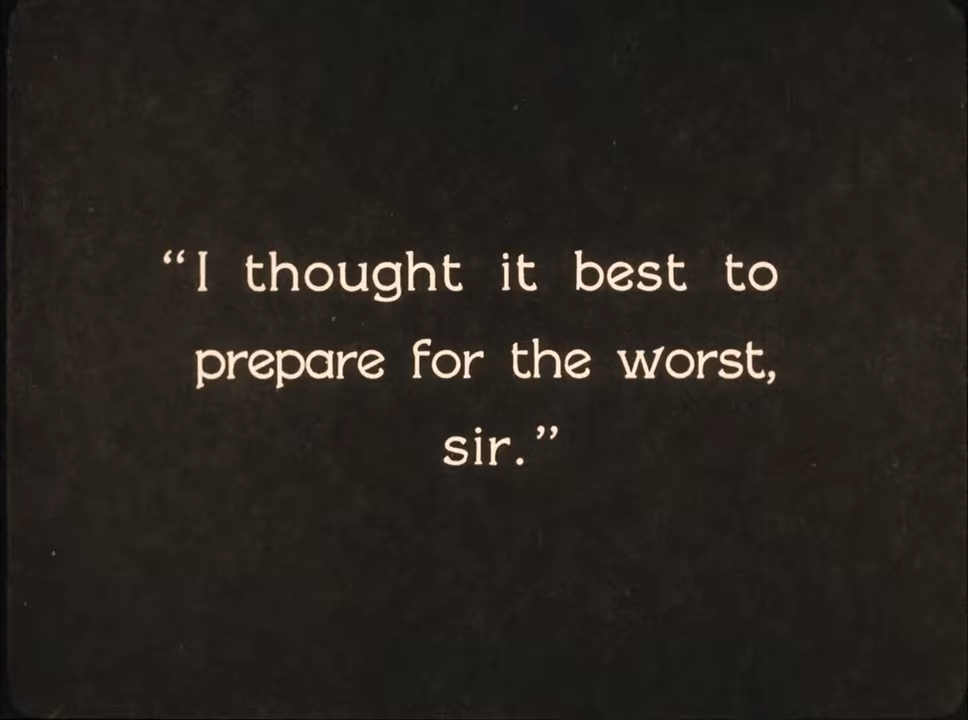 “I thought it best to
prepare for the worst,
sir.”